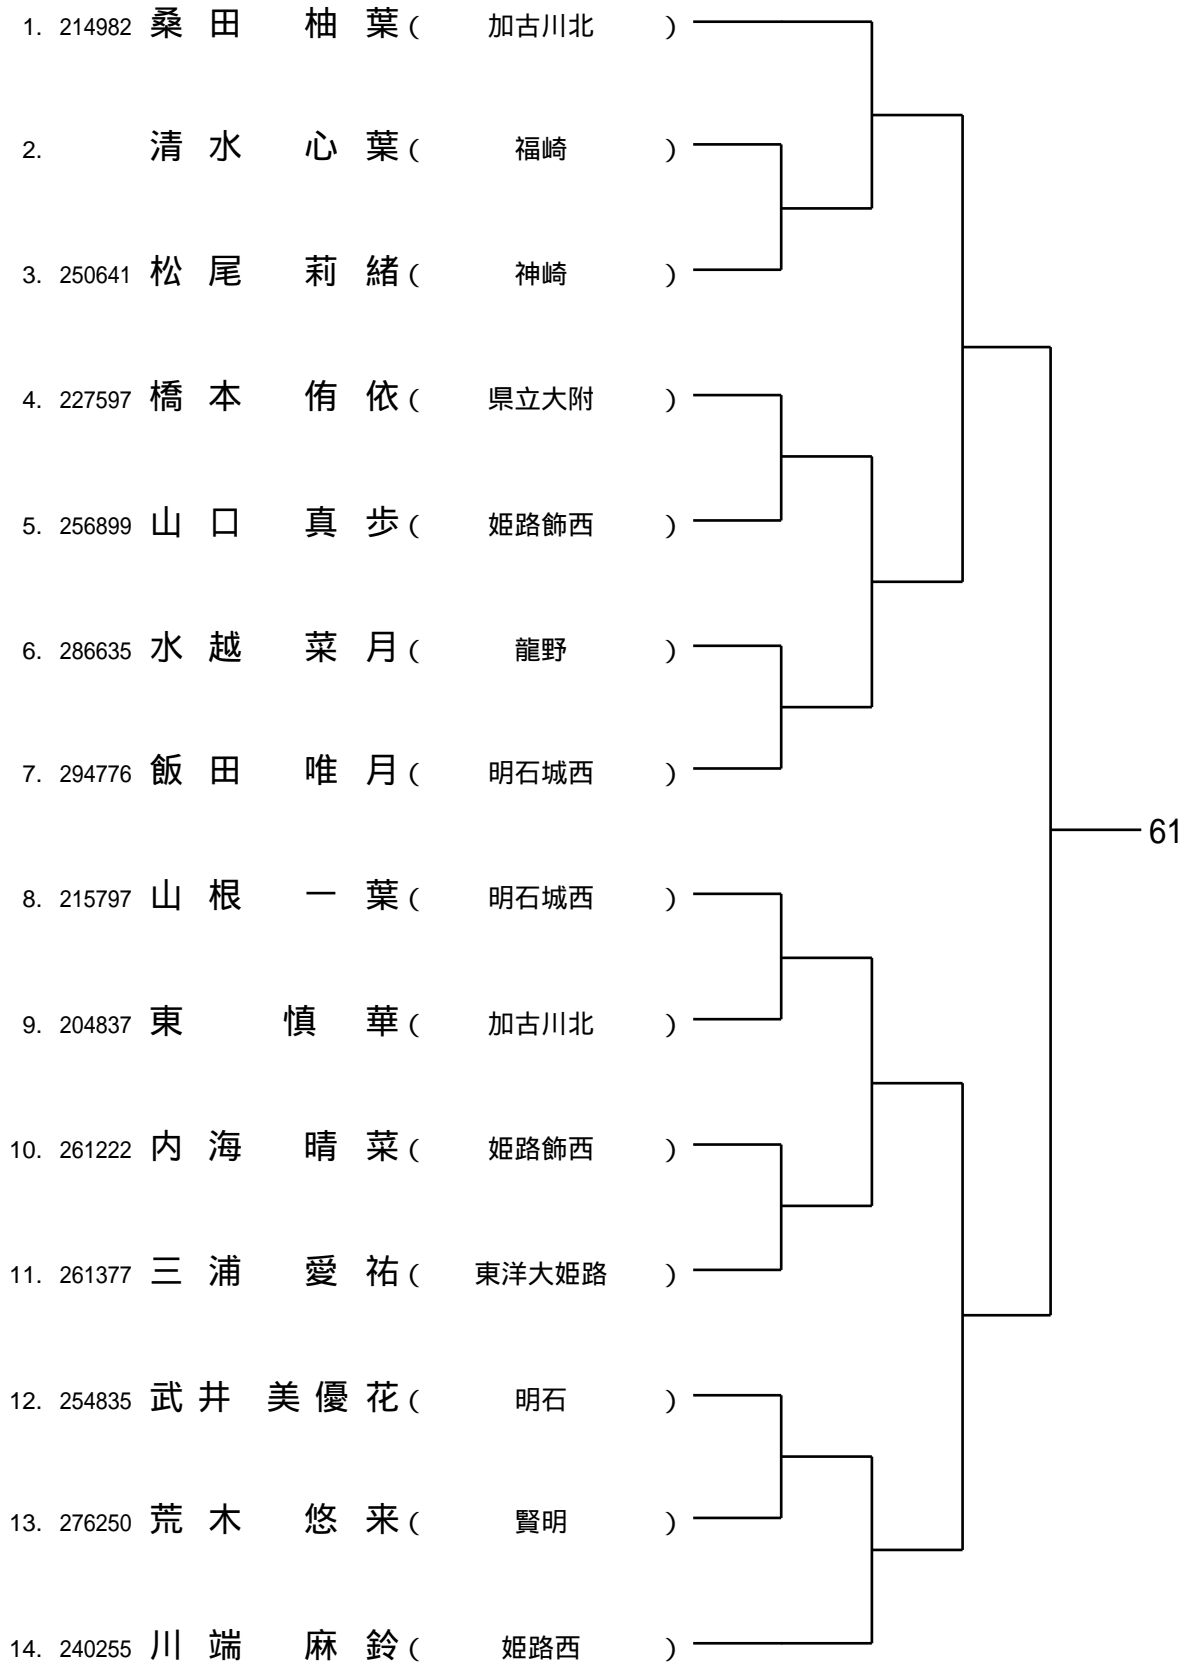 1. 214982 桑田 柚葉 ( 加古川北 )
2. 清水 心葉 ( 福崎 )
3. 250641 松尾 莉緒 ( 神崎 )
4. 227597 橋本 侑依 ( 県立大附 )
5. 256899 山口 真歩 ( 姫路飾西 )
6. 286635 水越 菜月 ( 龍野 )
7. 294776 飯田 唯月 ( 明石城西 )
61
8. 215797 山根 一葉 ( 明石城西 )
9. 204837 東 慎華 ( 加古川北 )
10. 261222 内海 晴菜 ( 姫路飾西 )
11. 261377 三浦 愛祐 ( 東洋大姫路 )
12. 254835 武井 美優花 ( 明石 )
13. 276250 荒木 悠来 ( 賢明 )
14. 240255 川端 麻鈴 ( 姫路西 )